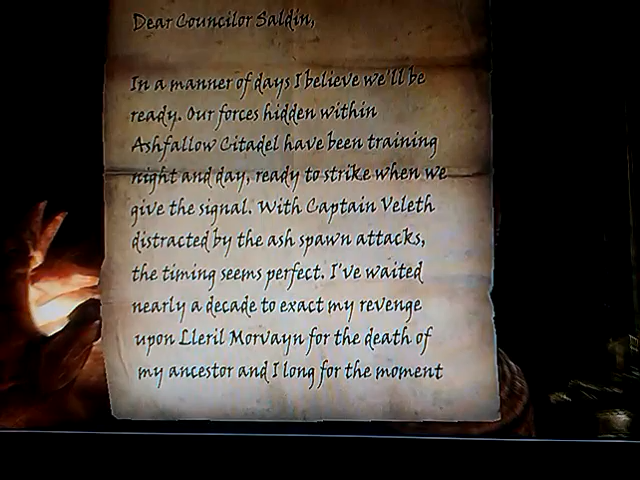 Dear Councilor Saldin,
In a manner of days I believe we'll be
ready. Our forces hidden within
Ashfallow Citadel have been training
night and day, ready to strike when we
give the signal. With Captain Veleth
distracted by the ash spawn attacks,
the timing seems perfect. I've waited
nearly a decade to exact my revenge
upon Lleril Morvayn for the death of
my ancestor and I long for the moment